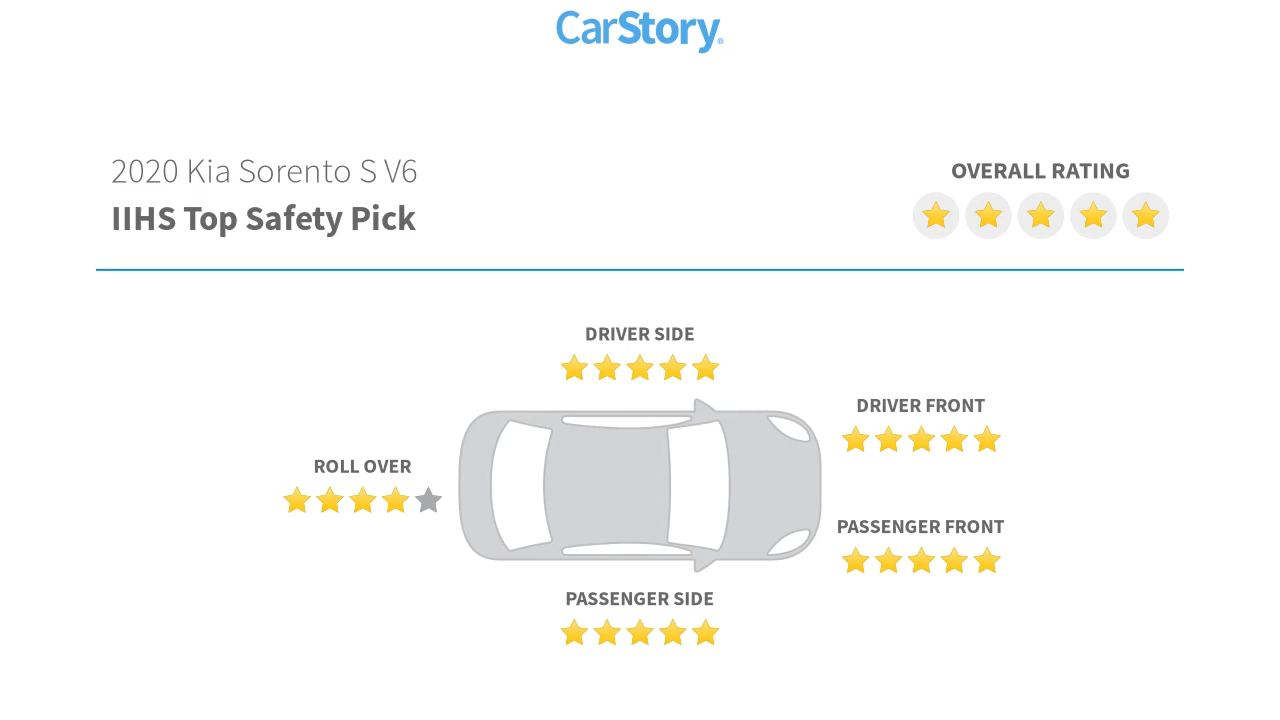 CarStory®
2020 Kia Sorento S V6
IIHS Top Safety Pick
OVERALL RATING
DRIVER SIDE
DRIVER FRONT
ROLL OVER
PASSENGER FRONT
PASSENGER SIDE